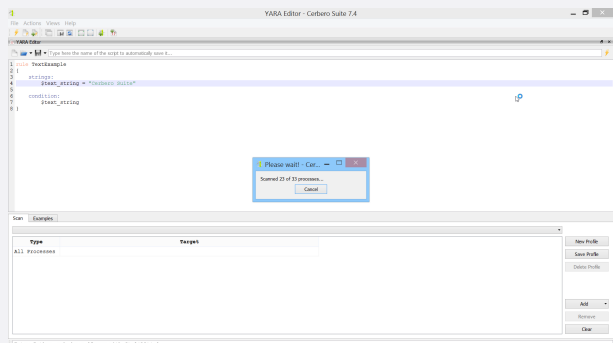 YARA Editor - Cerbero Suite 7.4
File Actions Views Help
YARA Editor
Type here the name of the script to automatically save it...
1 rule TextExample
2 {
3 strings:
4 $text_string = "Cerbero Suite"
5
6 condition:
7 $text_string
8 }
Please wait! - Cer...
Scanned 23 of 33 processes...
Cancel
Scan Examples
Type Target
All Processes
New Profile
Save Profile
Delete Profile
Add
Remove
Clear